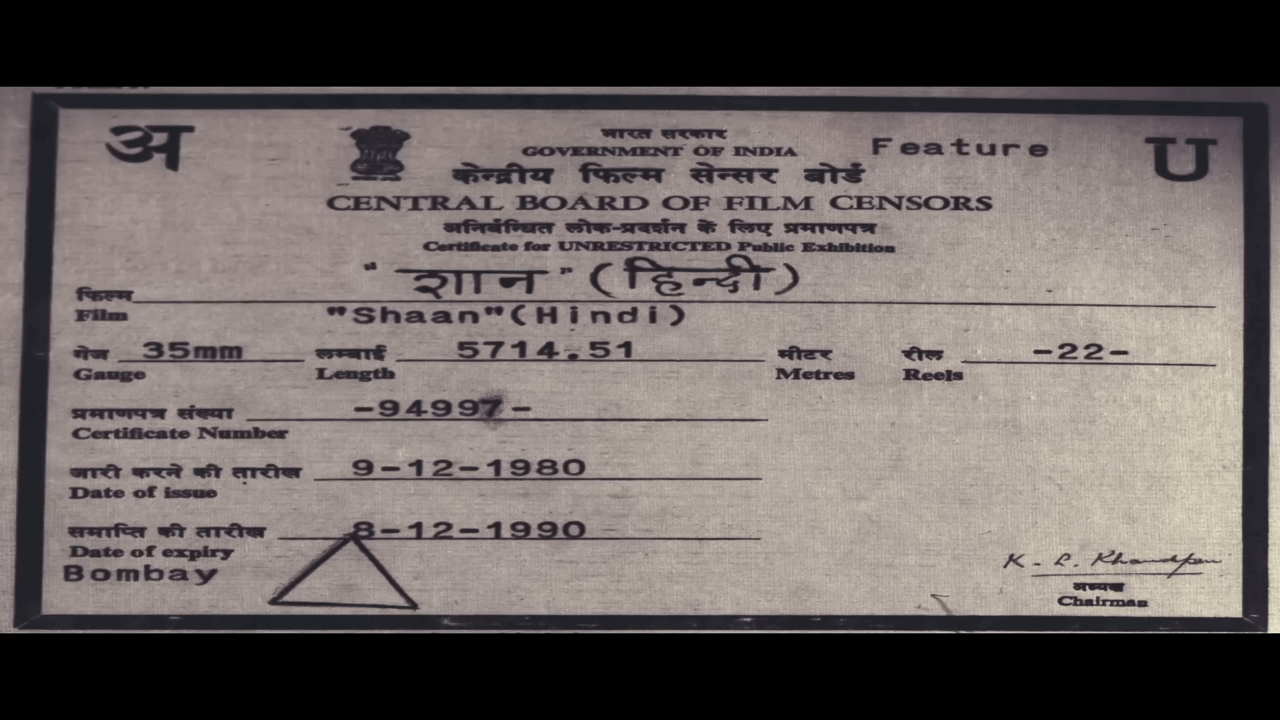 अ
भारत सरकार
GOVERNMENT OF INDIA
Feature
U
केन्द्रीय फिल्म सेन्सर बोर्ड
CENTRAL BOARD OF FILM CENSORS
अनिर्बन्धित लोक-प्रदर्शन के लिए प्रमाणपत्र
Certificate for UNRESTRICTED Public Exhibition
फिल्म "शान" (हिन्दी)
Film "Shaan"(Hindi)
गेज 35mm लम्बाई 5714.51 मीटर रील -22-
Gauge Length Metres Reels
प्रमाणपत्र संख्या -94997-
Certificate Number
जारी करने की तारीख 9-12-1980
Date of issue
समाप्ति की तारीख 8-12-1990
Date of expiry
Bombay
K. L. Khandpur
अध्यक्ष
Chairman